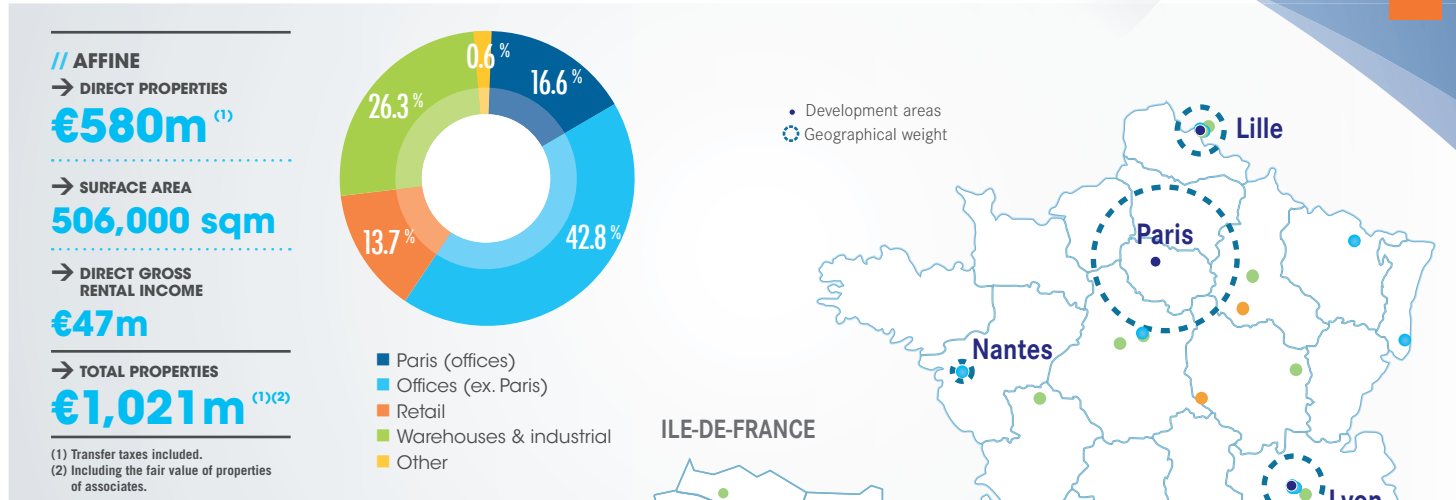 // AFFINE
→ DIRECT PROPERTIES
€580m (1)
→ SURFACE AREA
506,000 sqm
→ DIRECT GROSS
RENTAL INCOME
€47m
→ TOTAL PROPERTIES
€1,021m (1)(2)
(1) Transfer taxes included.
(2) Including the fair value of properties
of associates.
0.6 %
16.6 %
26.3 %
42.8 %
13.7 %
Paris (offices)
Offices (ex. Paris)
Retail
Warehouses & industrial
Other
Development areas
Geographical weight
Lille
Paris
Nantes
ILE-DE-FRANCE
Lyon